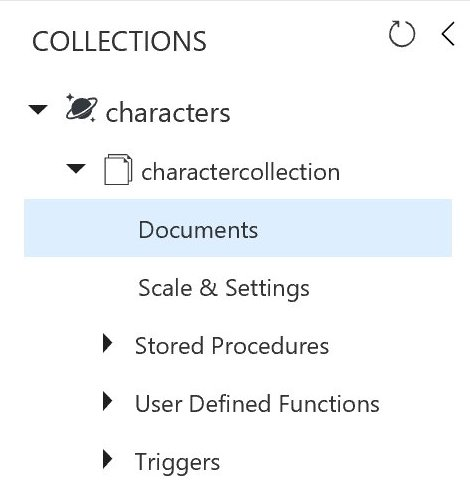 COLLECTIONS
characters
charactercollection
Documents
Scale & Settings
Stored Procedures
User Defined Functions
Triggers